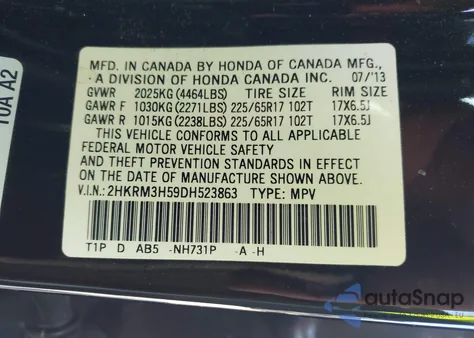 10A A2
MFD. IN CANADA BY HONDA OF CANADA MFG.,
A DIVISION OF HONDA CANADA INC. 07/'13
GVWR 2025KG (4464LBS) TIRE SIZE RIM SIZE
GAWR F 1030KG (2271LBS) 225/65R17 102T 17X6.5J
GAWR R 1015KG (2238LBS) 225/65R17 102T 17X6.5J
THIS VEHICLE CONFORMS TO ALL APPLICABLE
FEDERAL MOTOR VEHICLE SAFETY
AND THEFT PREVENTION STANDARDS IN EFFECT
ON THE DATE OF MANUFACTURE SHOWN ABOVE.
V.I.N.: 2HKRM3H59DH523863 TYPE: MPV
T1P D AB5 -NH731P -A -H
autoSnap